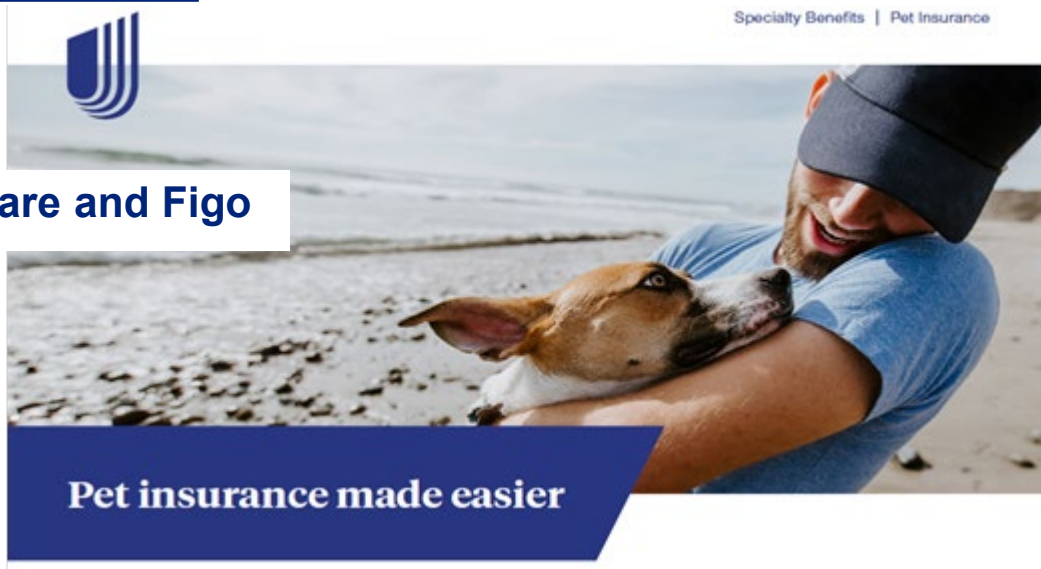 Specialty Benefits | Pet Insurance
are and Figo
Pet insurance made easier